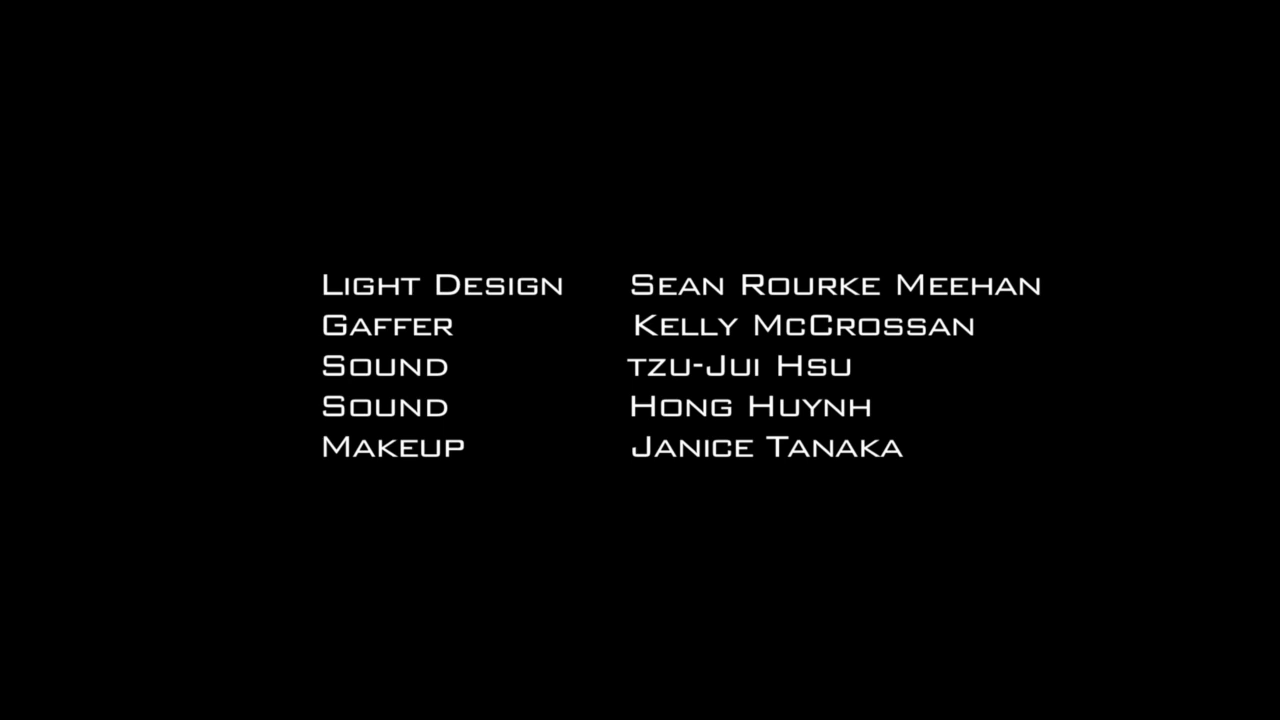 Light Design Sean Rourke Meehan
Gaffer Kelly McCrossan
Sound tzu-Jui Hsu
Sound Hong Huynh
Makeup Janice Tanaka